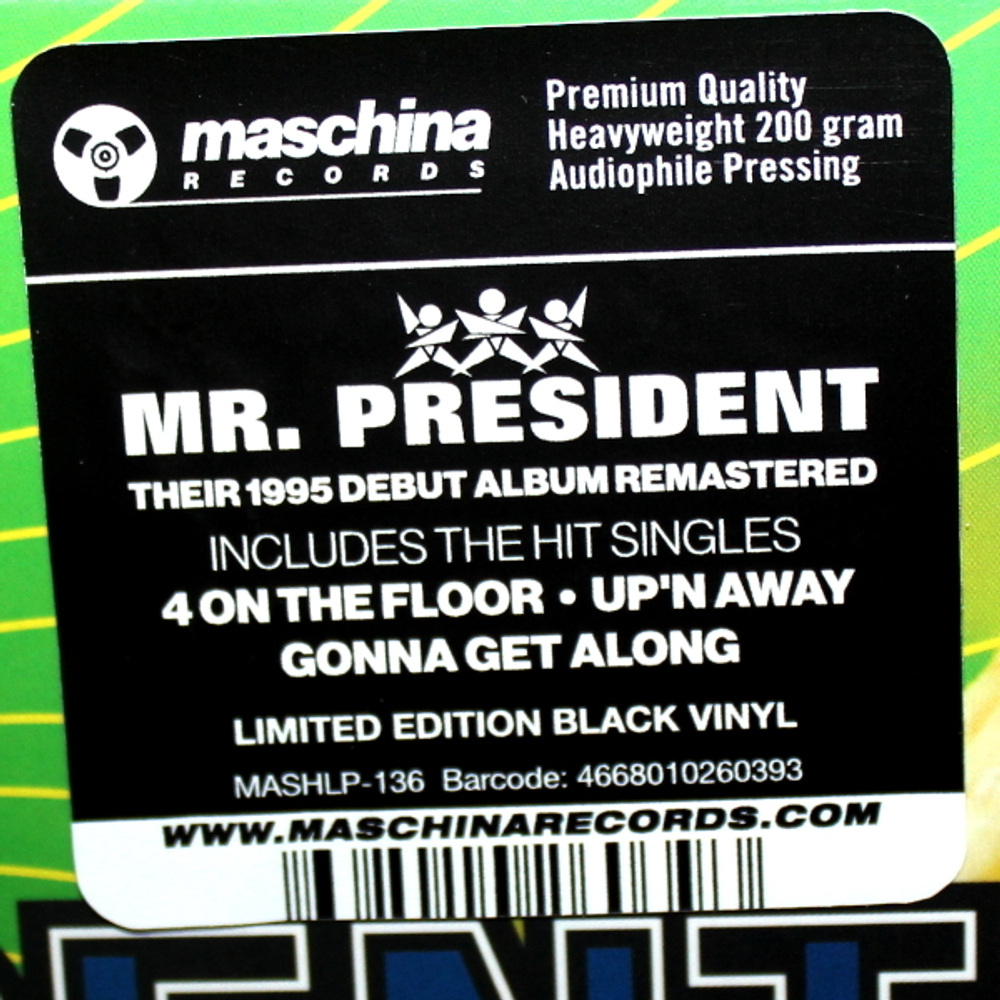 maschina
RECORDS
Premium Quality
Heavyweight 200 gram
Audiophile Pressing
MR. PRESIDENT
THEIR 1995 DEBUT ALBUM REMASTERED
INCLUDES THE HIT SINGLES
4 ON THE FLOOR • UP'N AWAY
GONNA GET ALONG
LIMITED EDITION BLACK VINYL
MASHLP-136 Barcode: 4668010260393
WWW.MASCHINARECORDS.COM
ENT